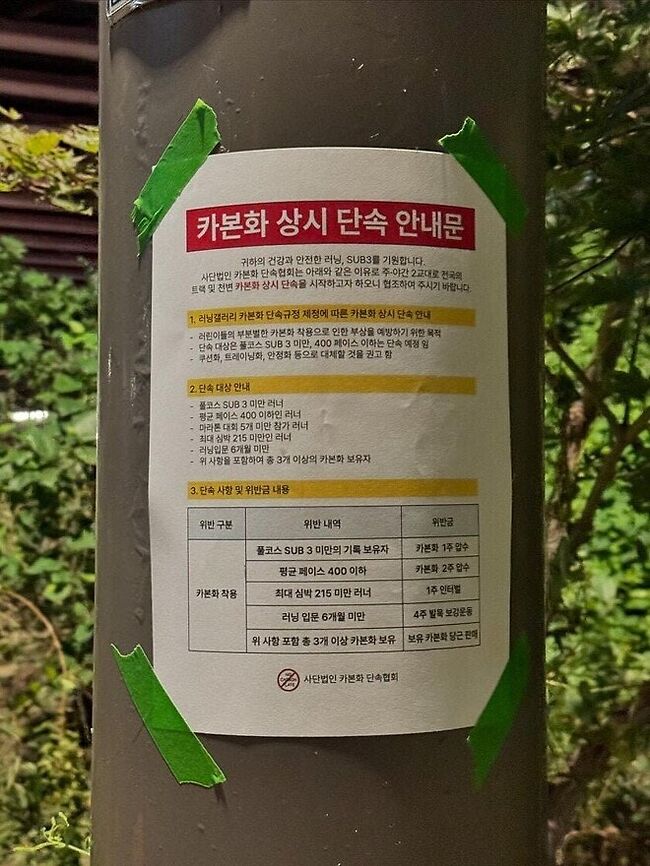 카본화 상시 단속 안내문
귀하의 건강과 안전한 러닝, SUB3를 기원합니다.
사단법인 카본화 단속협회는 아래와 같은 이유로 주·야간 2교대로 전국의
트랙 및 천변 카본화 상시 단속을 시작하고자 하오니 협조하여 주시기 바랍니다.
1. 러닝갤러리 카본화 단속규정 제정에 따른 카본화 상시 단속 안내
- 러린이들의 부분별한 카본화 착용으로 인한 부상을 예방하기 위한 목적
- 단속 대상은 풀코스 SUB 3 미만, 400 페이스 이하는 단속 예정 임
- 쿠션화, 트레이닝화, 안정화 등으로 대체할 것을 권고 함
2. 단속 대상 안내
- 풀코스 SUB 3 미만 러너
- 평균 페이스 400 이하인 러너
- 마라톤 대회 5개 미만 참가 러너
- 최대 심박 215 미만인 러너
- 러닝입문 6개월 미만
- 위 사항을 포함하여 총 3개 이상의 카본화 보유자
3. 단속 사항 및 위반금 내용
위반 구분 위반 내역 위반금
풀코스 SUB 3 미만의 기록 보유자 카본화 1주 압수
평균 페이스 400 이하 카본화 2주 압수
카본화 착용 최대 심박 215 미만 러너 1주 인터벌
러닝 입문 6개월 미만 4주 발목 보강운동
위 사항 포함 총 3개 이상 카본화 보유 보유 카본화 당근 판매
사단법인 카본화 단속협회